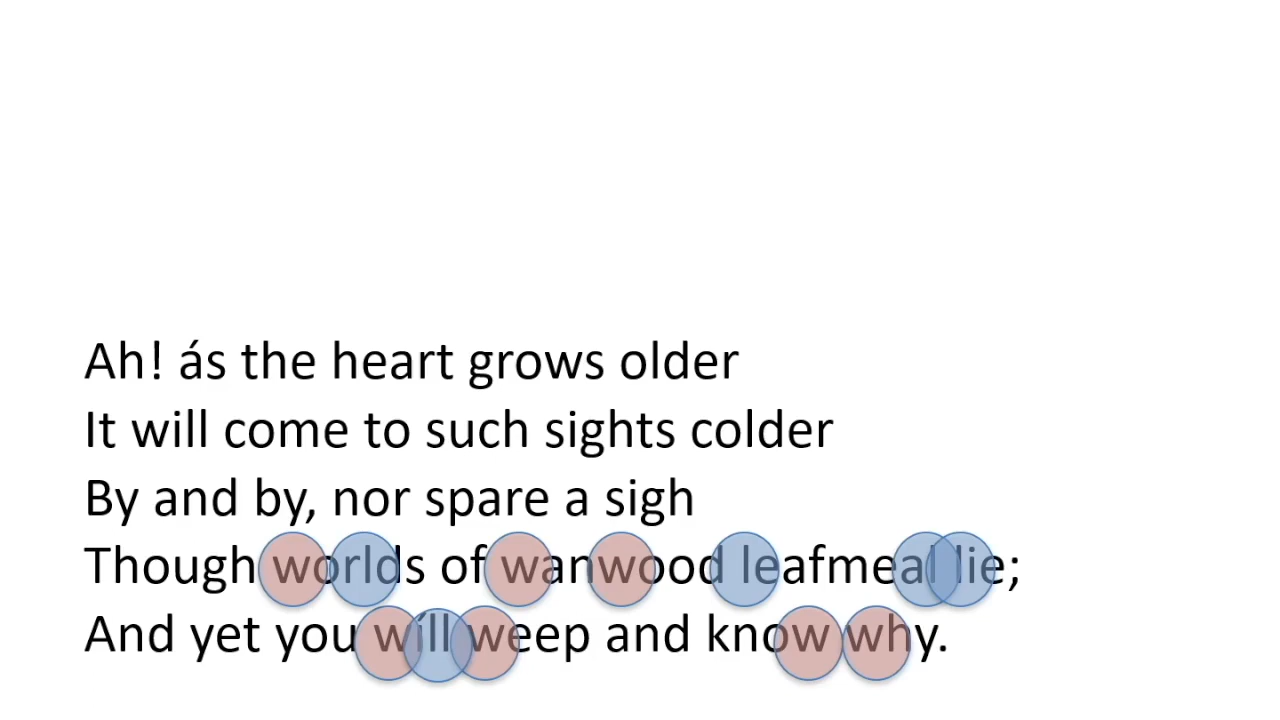 Ah! ás the heart grows older
It will come to such sights colder
By and by, nor spare a sigh
Though worlds of wanwood leafmeal lie;
And yet you wíll weep and know why.